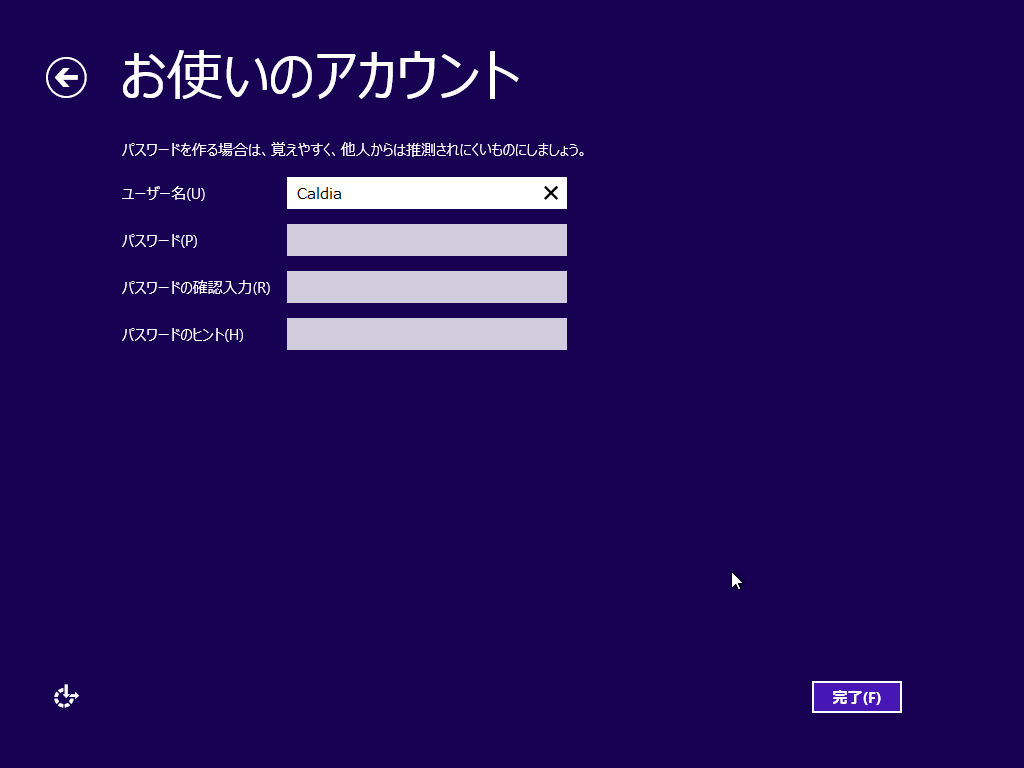 お使いのアカウント
パスワードを作る場合は、覚えやすく、他人からは推測されにくいものにしましょう。
ユーザー名(U)
Caldia
パスワード(P)
パスワードの確認入力(R)
パスワードのヒント(H)
完了(F)